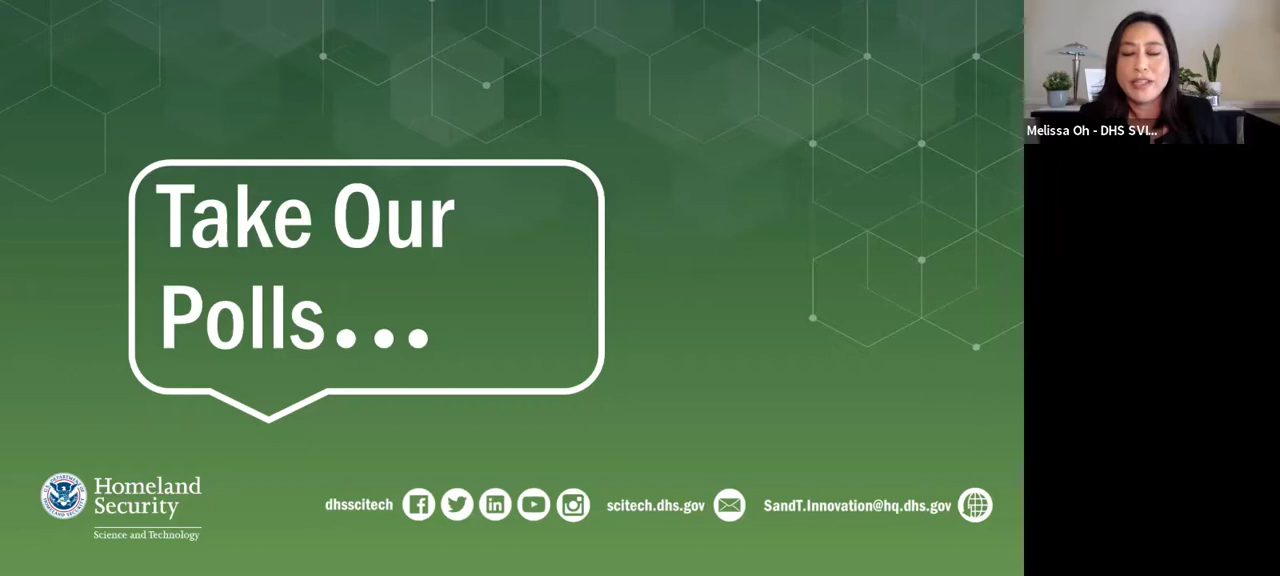 Take Our
Polls...
Melissa Oh - DHS SVI...
Homeland
Security
Science and Technology
dhsscitech
scitech.dhs.gov
SandT.Innovation@hq.dhs.gov